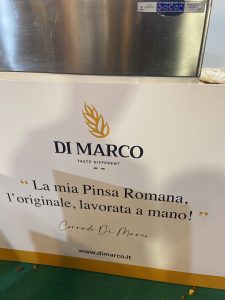 DI MARCO
TASTE DIFFERENT
“La mia Pinsa Romana,
l’originale, lavorata a mano!”
Corrado Di Marco
www.dimarco.it